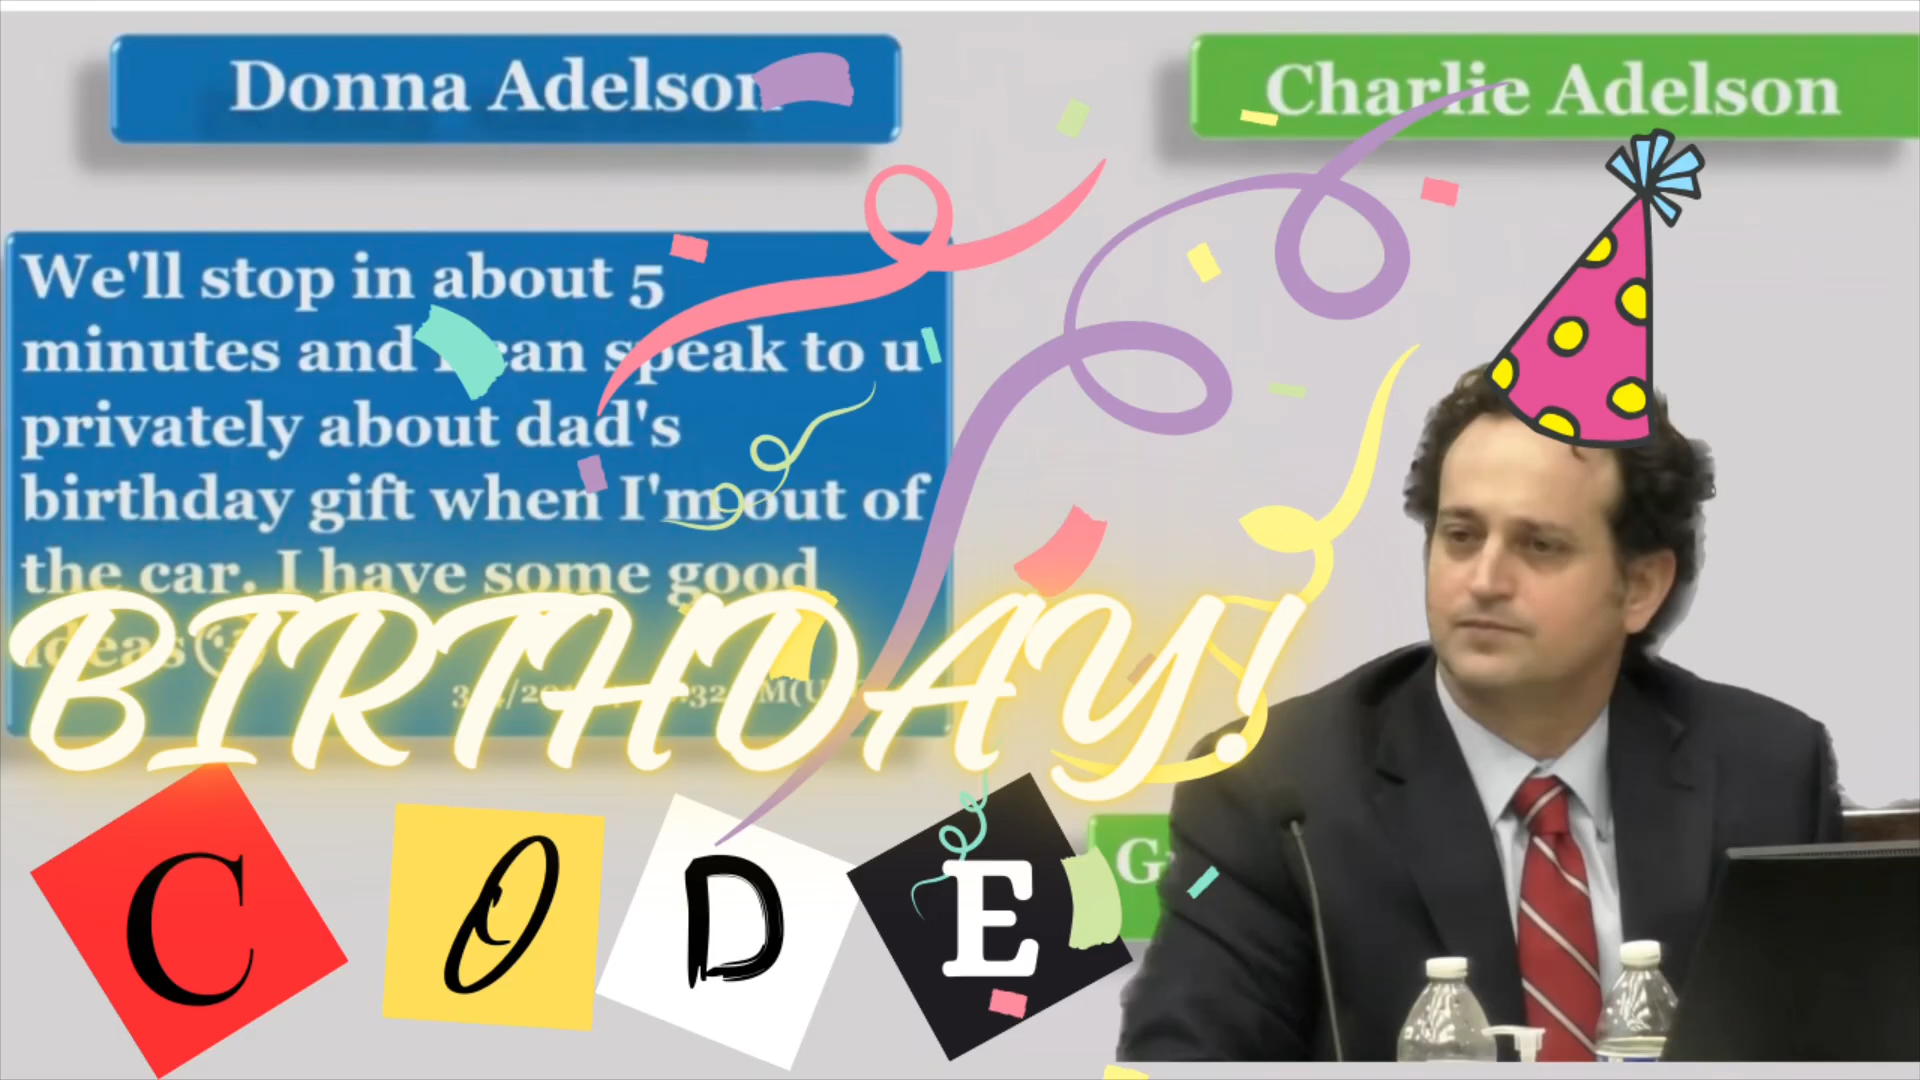 Donna Adelson
Charlie Adelson
We'll stop in about 5
minutes and I can speak to u
privately about dad's
birthday gift when I'm out of
the car. I have some good
ideas
BIRTHDAY!
CODE